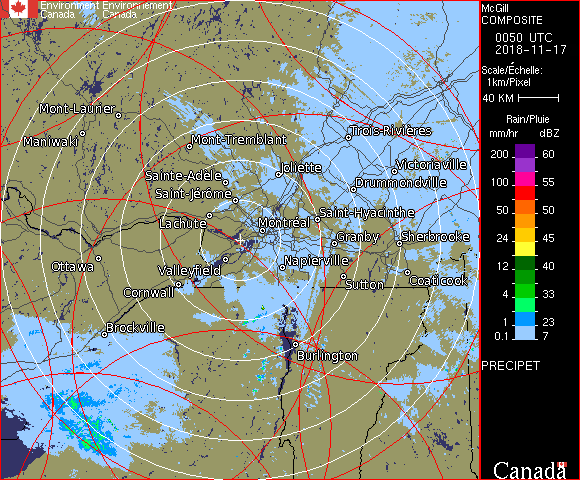 Environment Environnement
Canada Canada
Mont-Laurier
Maniwaki
Mont-Tremblant
Trois-Rivières
Sainte-Adèle
Joliette
Victoriaville
Saint-Jérôme
Drummondville
Lachute
Montréal
Saint-Hyacinthe
Granby
Sherbrooke
Ottawa
Valleyfield
Napierville
Cornwall
Sutton
Coaticook
Brockville
Burlington
McGill
COMPOSITE
0050 UTC
2018-11-17
Scale/Échelle:
1km/Pixel
40 KM
Rain/Pluie
mm/hr dBZ
200 60
100 55
50 50
24 45
12 40
4 33
1 23
0.1 7
PRECIPET
Canada